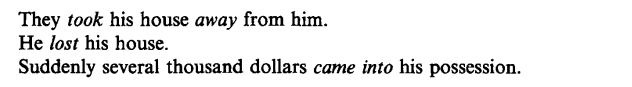 They took his house away from him.
He lost his house.
Suddenly several thousand dollars came into his possession.